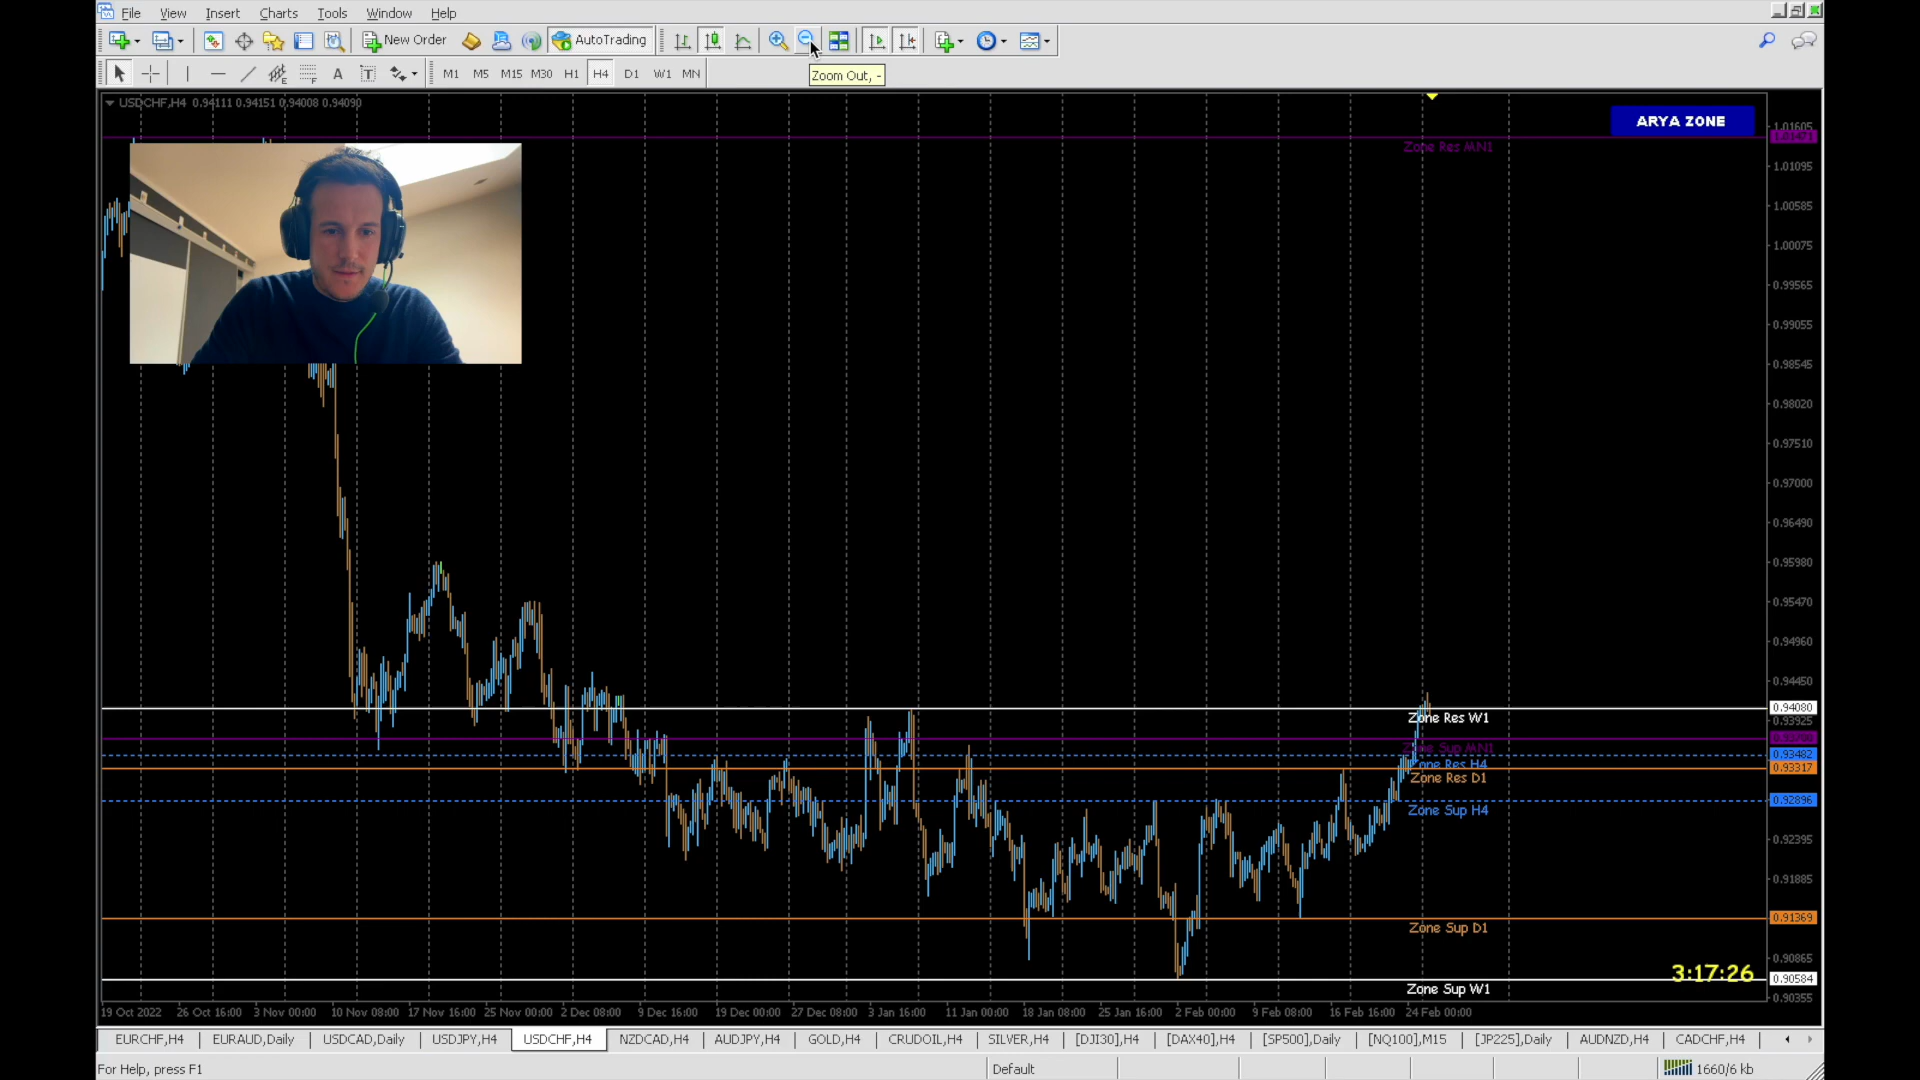 File View Insert Charts Tools Window Help
New Order AutoTrading
M1 M5 M15 M30 H1 H4 D1 W1 MN
Zoom Out, -
USDCHF,H4 0.94111 0.94151 0.94008 0.94090
ARYA ZONE
1.01605
Zone Res MN1
1.01095
1.00585
1.00075
0.99565
0.99055
0.98545
0.98020
0.97510
0.97000
0.96490
0.95980
0.95470
0.94960
0.94450
0.94080
Zone Res W1
0.93925
Zone Sup MN1
0.93482
Zone Res H4
0.93317
Zone Res D1
0.92896
Zone Sup H4
0.92395
0.91885
0.91369
Zone Sup D1
0.90865
3:17:26
0.90584
Zone Sup W1
0.90355
19 Oct 2022 26 Oct 16:00 3 Nov 00:00 10 Nov 08:00 17 Nov 16:00 25 Nov 00:00 2 Dec 08:00 9 Dec 16:00 19 Dec 00:00 27 Dec 08:00 3 Jan 16:00 11 Jan 00:00 18 Jan 08:00 25 Jan 16:00 2 Feb 00:00 9 Feb 08:00 16 Feb 16:00 24 Feb 00:00
EURCHF,H4 EURAUD,Daily USDCAD,Daily USDJPY,H4 USDCHF,H4 NZDCAD,H4 AUDJPY,H4 GOLD,H4 CRUDOIL,H4 SILVER,H4 [DJI30],H4 [DAX40],H4 [SP500],Daily [NQ100],M15 [JP225],Daily AUDNZD,H4 CADCHF,H4
For Help, press F1 Default 1660/6 kb